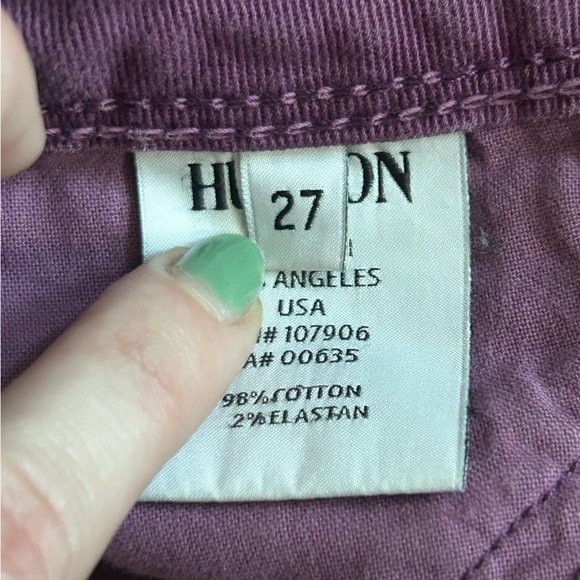 HU ON
27
ANGELES
USA
# 107906
A# 00635
98% COTTON
2% ELASTAN